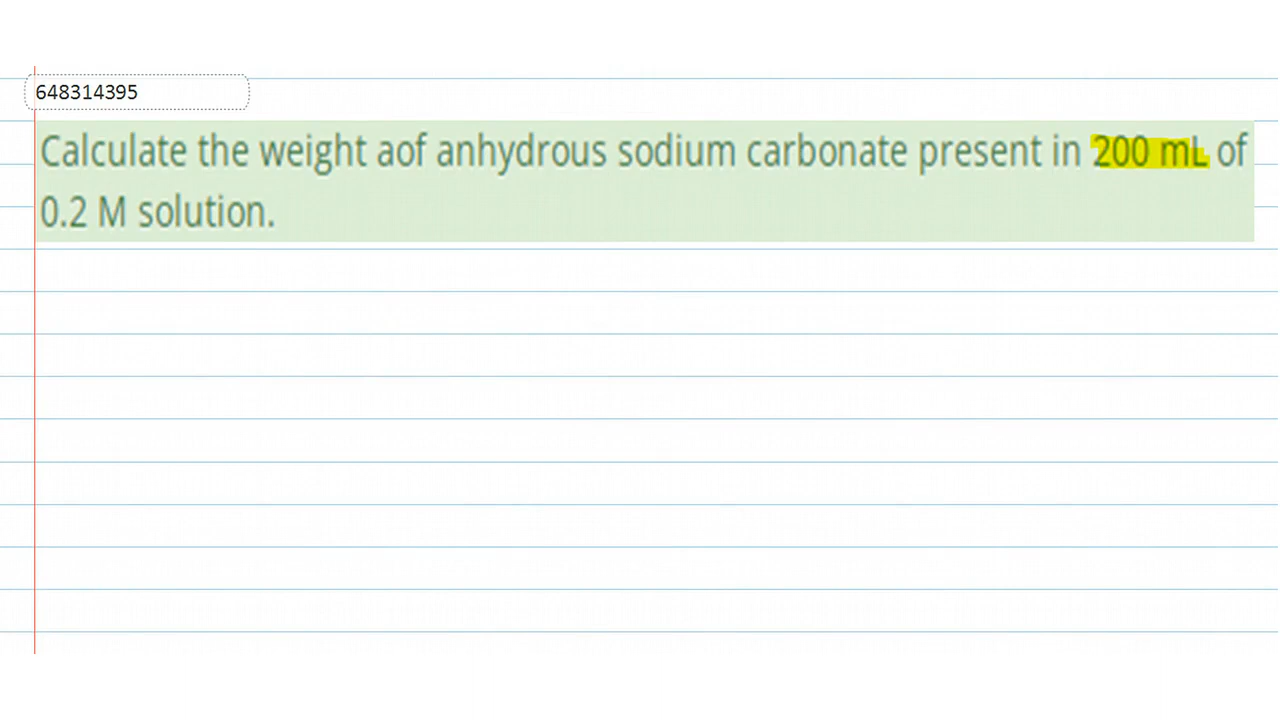 648314395
Calculate the weight aof anhydrous sodium carbonate present in 200 mL of
0.2 M solution.